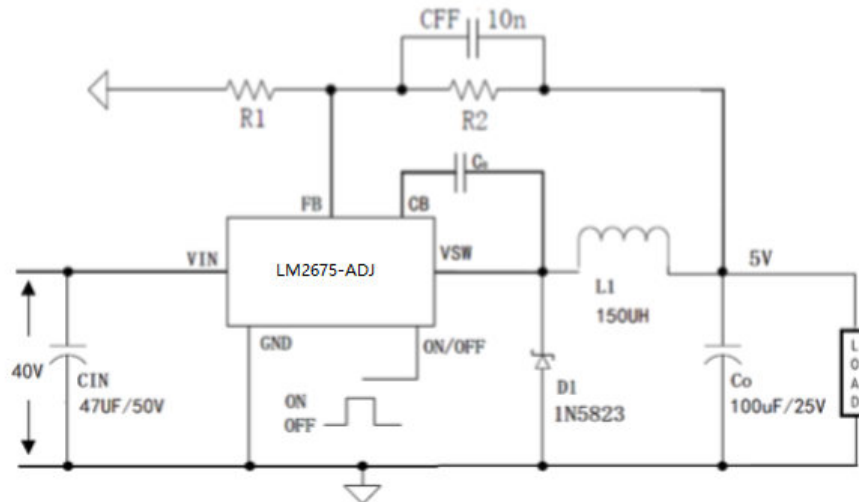 CFF 10n
R1
R2
FB
CB
VIN
LM2675-ADJ
VSW
5V
L1
150UH
GND
ON/OFF
40V
CIN
47UF/50V
ON
OFF
D1
1N5823
Co
100uF/25V
LOAD